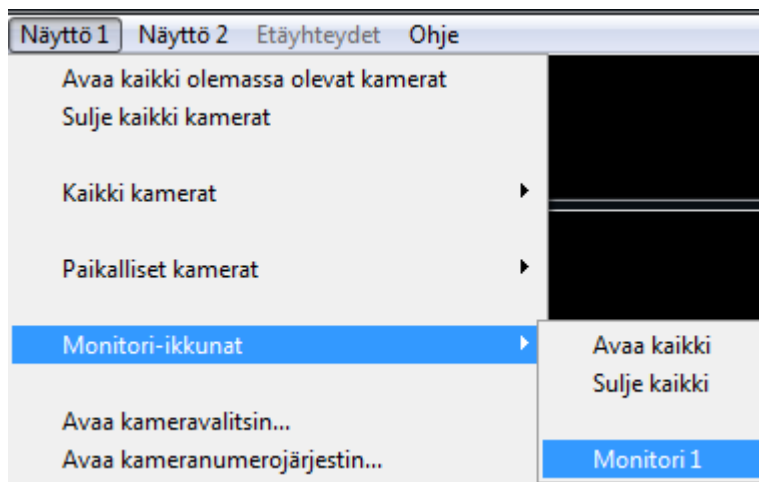 Näyttö 1 Näyttö 2 Etäyhteydet Ohje
Avaa kaikki olemassa olevat kamerat
Sulje kaikki kamerat
Kaikki kamerat
Paikalliset kamerat
Monitori-ikkunat
Avaa kaikki
Sulje kaikki
Avaa kameravalitsin...
Avaa kameranumerojärjestin...
Monitori 1